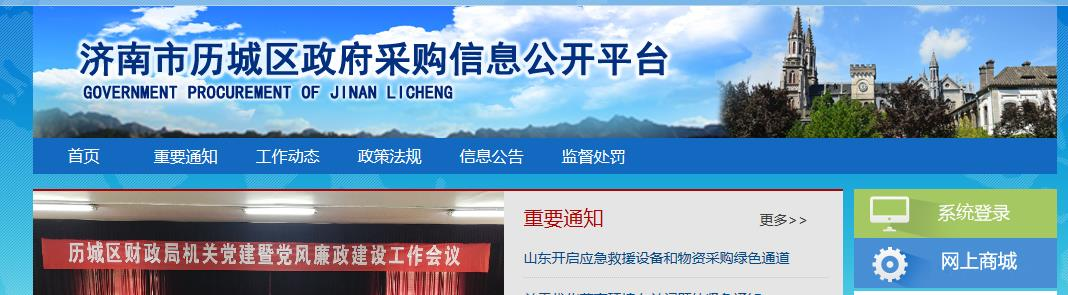 济南市历城区政府采购信息公开平台
GOVERNMENT PROCUREMENT OF JINAN LICHENG
首页 重要通知 工作动态 政策法规 信息公告 监督处罚
历城区财政局机关党建暨党风廉政建设工作会议
重要通知 更多>>
山东开启应急救援设备和物资采购绿色通道
系统登录
网上商城